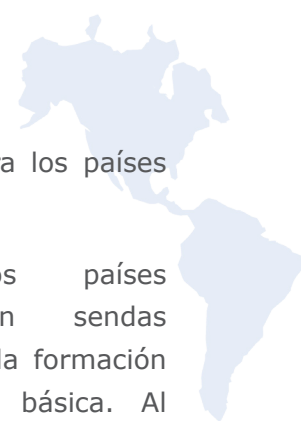 a los países
os países
n sendas
la formación
básica. Al